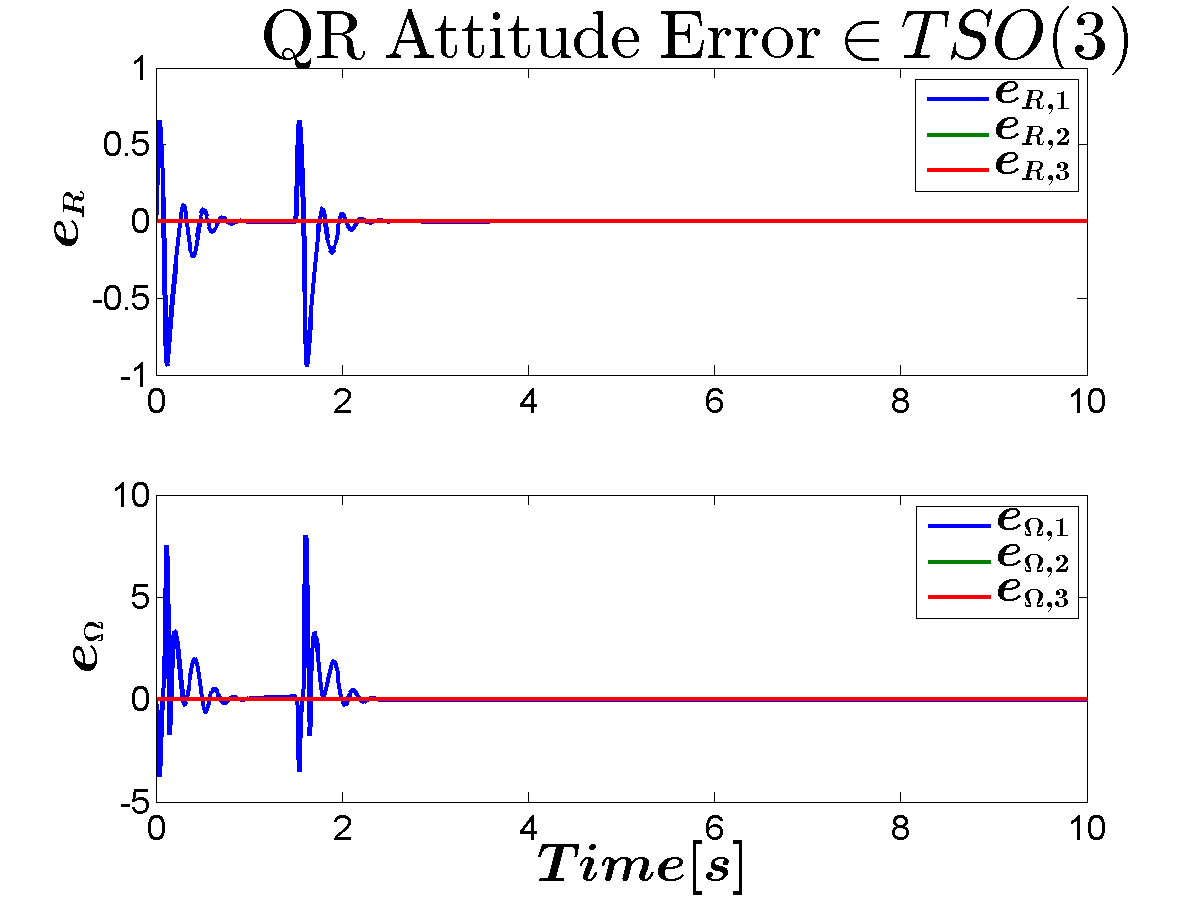 QR Attitude Error ∈ TSO(3)
1
0.5
0
-0.5
-1
e_R
e_{R,1}
e_{R,2}
e_{R,3}
0 2 4 6 8 10
10
5
0
-5
e_Ω
e_{Ω,1}
e_{Ω,2}
e_{Ω,3}
0 2 4 6 8 10
Time[s]